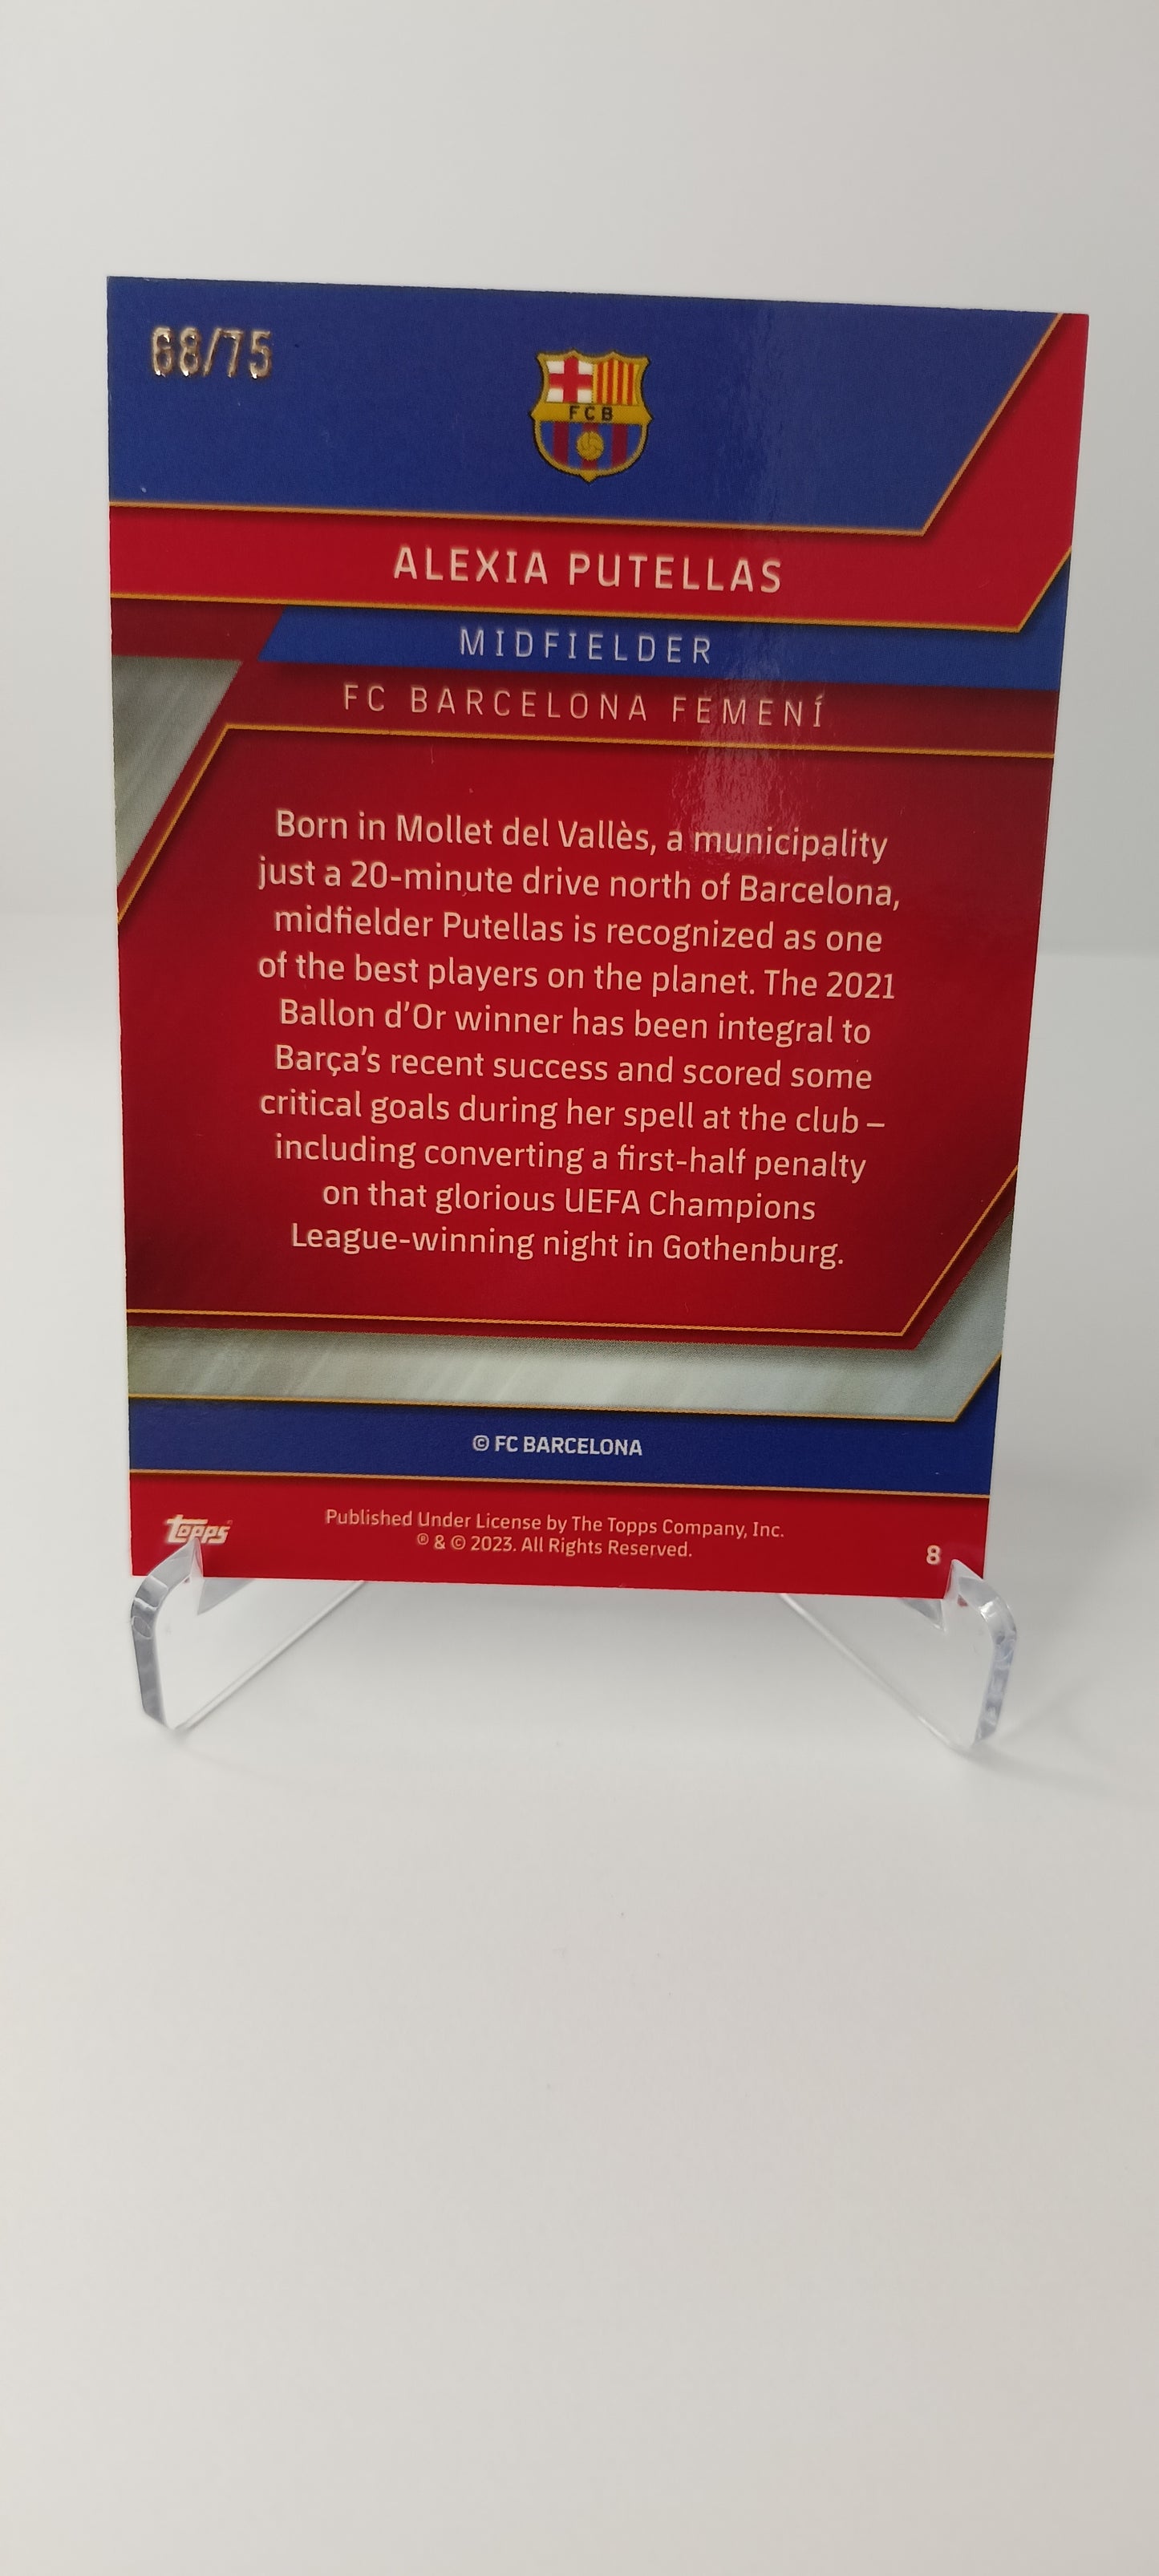 68/75
FCB
ALEXIA PUTELLAS
MIDFIELDER
FC BARCELONA FEMENÍ
Born in Mollet del Vallès, a municipality
just a 20-minute drive north of Barcelona,
midfielder Putellas is recognized as one
of the best players on the planet. The 2021
Ballon d’Or winner has been integral to
Barça’s recent success and scored some
critical goals during her spell at the club –
including converting a first-half penalty
on that glorious UEFA Champions
League-winning night in Gothenburg.
© FC BARCELONA
topps
Published Under License by The Topps Company, Inc.
® & © 2023. All Rights Reserved.
8